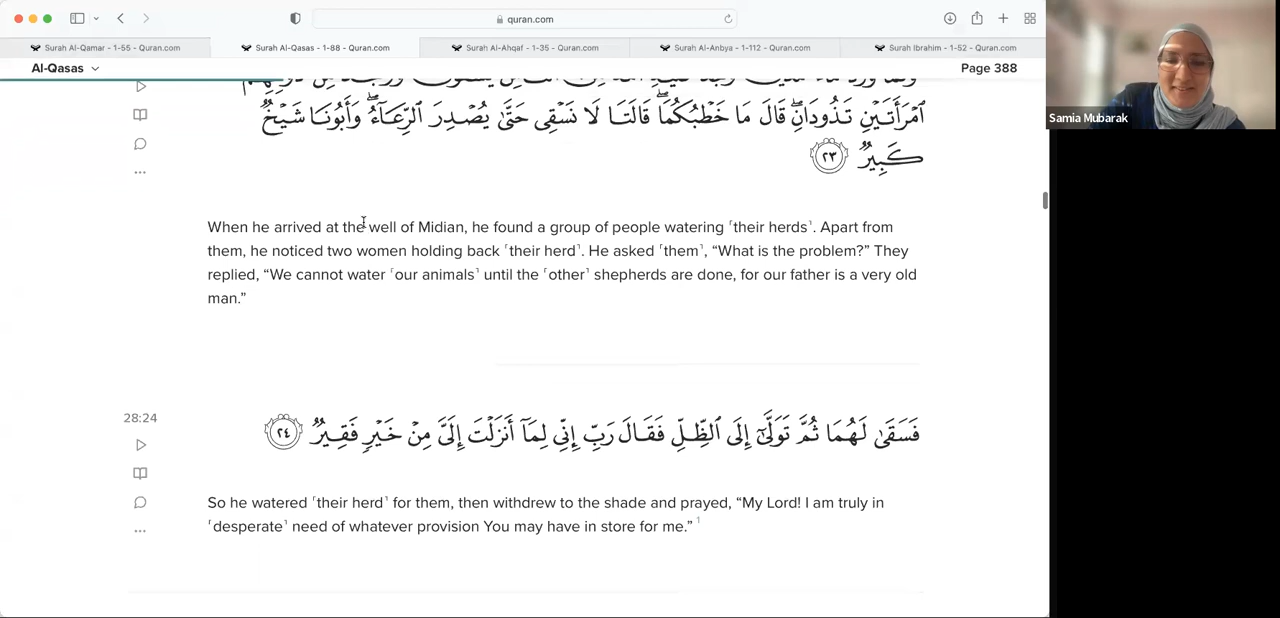 quran.com
Surah Al-Qamar - 1-55 - Quran.com
Surah Al-Qasas - 1-88 - Quran.com
Surah Al-Ahqaf - 1-35 - Quran.com
Surah Al-Anbya - 1-112 - Quran.com
Surah Ibrahim - 1-52 - Quran.com
Al-Qasas
Page 388
Samia Mubarak
ٱمۡرَأَتَيۡنِ تَذُودَانِۖ قَالَ مَا خَطۡبُكُمَاۖ قَالَتَا لَا نَسۡقِي حَتَّىٰ يُصۡدِرَ ٱلرِّعَآءُۖ وَأَبُونَا شَيۡخٞ
كَبِيرٞ ٢٣
When he arrived at the well of Midian, he found a group of people watering ˹their herds˺. Apart from
them, he noticed two women holding back ˹their herd˺. He asked ˹them˺, “What is the problem?” They
replied, “We cannot water ˹our animals˺ until the ˹other˺ shepherds are done, for our father is a very old
man.”
28:24
فَسَقَىٰ لَهُمَا ثُمَّ تَوَلَّىٰٓ إِلَى ٱلظِّلِّ فَقَالَ رَبِّ إِنِّي لِمَآ أَنزَلۡتَ إِلَيَّ مِنۡ خَيۡرٖ فَقِيرٞ ٢٤
So he watered ˹their herd˺ for them, then withdrew to the shade and prayed, “My Lord! I am truly in
˹desperate˺ need of whatever provision You may have in store for me.” 1